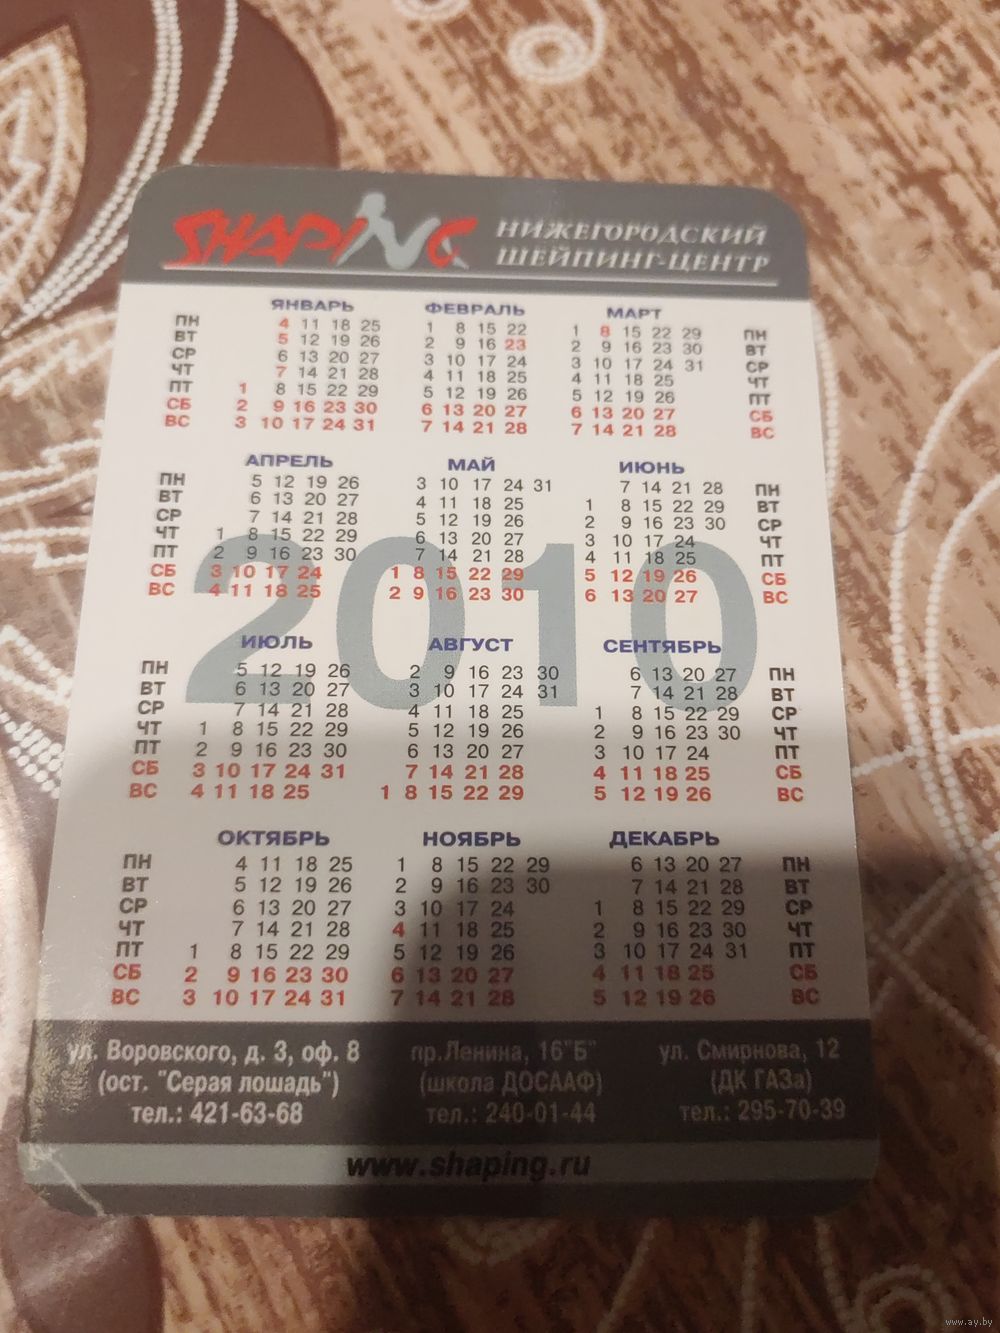 SHAPING НИЖЕГОРОДСКИЙ
ШЕЙПИНГ-ЦЕНТР
ЯНВАРЬ ФЕВРАЛЬ МАРТ
ПН 4 11 18 25 1 8 15 22 1 8 15 22 29 ПН
ВТ 5 12 19 26 2 9 16 23 2 9 16 23 30 ВТ
СР 6 13 20 27 3 10 17 24 3 10 17 24 31 СР
ЧТ 7 14 21 28 4 11 18 25 4 11 18 25 ЧТ
ПТ 1 8 15 22 29 5 12 19 26 5 12 19 26 ПТ
СБ 2 9 16 23 30 6 13 20 27 6 13 20 27 СБ
ВС 3 10 17 24 31 7 14 21 28 7 14 21 28 ВС
АПРЕЛЬ МАЙ ИЮНЬ
ПН 5 12 19 26 3 10 17 24 31 7 14 21 28 ПН
ВТ 6 13 20 27 4 11 18 25 1 8 15 22 29 ВТ
СР 7 14 21 28 5 12 19 26 2 9 16 23 30 СР
ЧТ 1 8 15 22 29 6 13 20 27 3 10 17 24 ЧТ
ПТ 2 9 16 23 30 7 14 21 28 4 11 18 25 ПТ
СБ 3 10 17 24 1 8 15 22 29 5 12 19 26 СБ
ВС 4 11 18 25 2 9 16 23 30 6 13 20 27 ВС
2010
ИЮЛЬ АВГУСТ СЕНТЯБРЬ
ПН 5 12 19 26 2 9 16 23 30 6 13 20 27 ПН
ВТ 6 13 20 27 3 10 17 24 31 7 14 21 28 ВТ
СР 7 14 21 28 4 11 18 25 1 8 15 22 29 СР
ЧТ 1 8 15 22 29 5 12 19 26 2 9 16 23 30 ЧТ
ПТ 2 9 16 23 30 6 13 20 27 3 10 17 24 ПТ
СБ 3 10 17 24 31 7 14 21 28 4 11 18 25 СБ
ВС 4 11 18 25 1 8 15 22 29 5 12 19 26 ВС
ОКТЯБРЬ НОЯБРЬ ДЕКАБРЬ
ПН 4 11 18 25 1 8 15 22 29 6 13 20 27 ПН
ВТ 5 12 19 26 2 9 16 23 30 7 14 21 28 ВТ
СР 6 13 20 27 3 10 17 24 1 8 15 22 29 СР
ЧТ 7 14 21 28 4 11 18 25 2 9 16 23 30 ЧТ
ПТ 1 8 15 22 29 5 12 19 26 3 10 17 24 31 ПТ
СБ 2 9 16 23 30 6 13 20 27 4 11 18 25 СБ
ВС 3 10 17 24 31 7 14 21 28 5 12 19 26 ВС
ул. Воровского, д. 3, оф. 8 пр.Ленина, 16"Б" ул. Смирнова, 12
(ост. "Серая лошадь") (школа ДОСААФ) (ДК ГАЗа)
тел.: 421-63-68 тел.: 240-01-44 тел.: 295-70-39
www.shaping.ru
www.ay.by